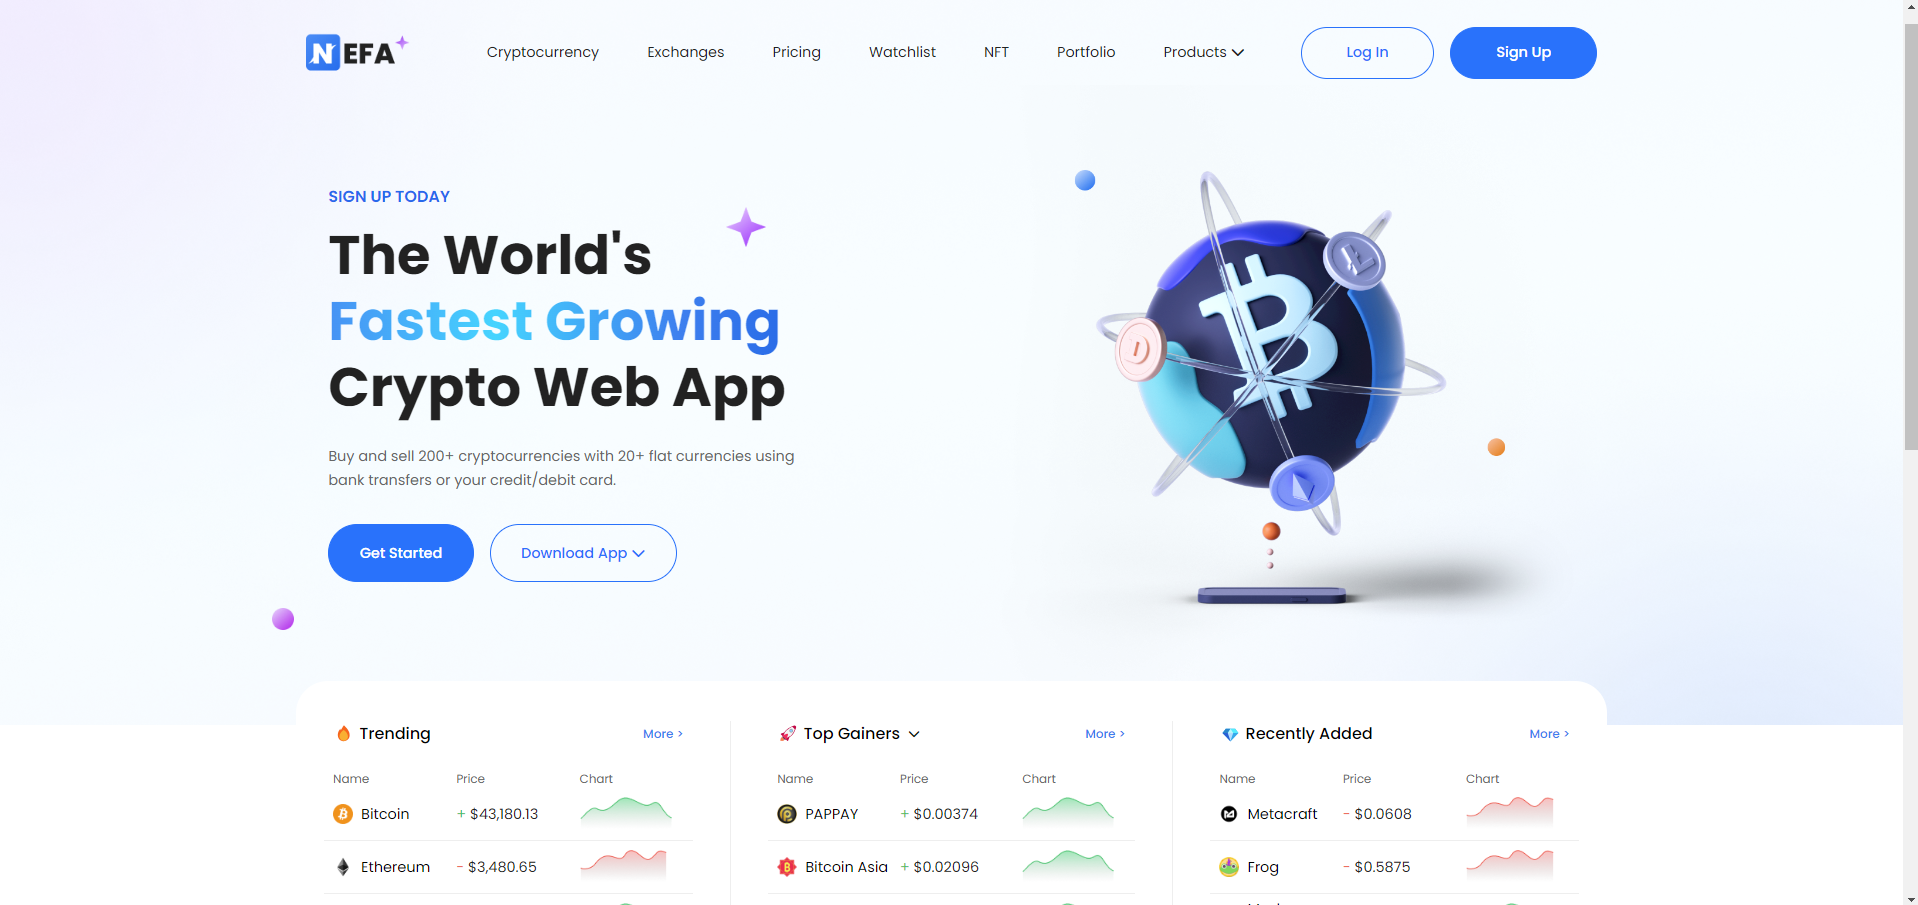 NEFA
Cryptocurrency Exchanges Pricing Watchlist NFT Portfolio Products Log In Sign Up
SIGN UP TODAY
The World's
Fastest Growing
Crypto Web App
Buy and sell 200+ cryptocurrencies with 20+ flat currencies using
bank transfers or your credit/debit card.
Get Started Download App
Trending More >
Name Price Chart
Bitcoin + $43,180.13
Ethereum - $3,480.65
Top Gainers More >
Name Price Chart
PAPPAY + $0.00374
Bitcoin Asia + $0.02096
Recently Added More >
Name Price Chart
Metacraft - $0.0608
Frog - $0.5875